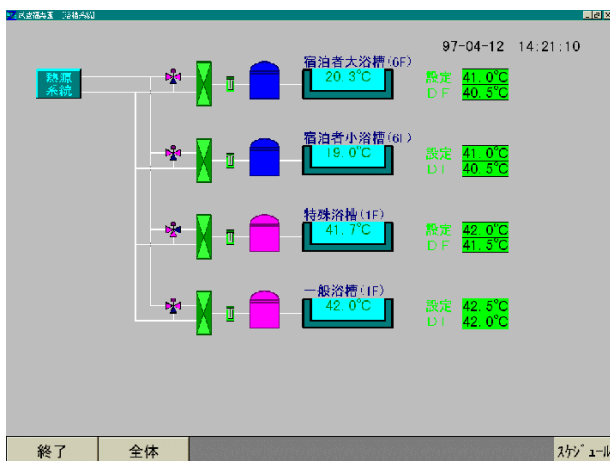 97-04-12 14:21:10
熱源
系統
宿泊者大浴槽(6F)
20.3℃
設定 41.0℃
DF 40.5℃
宿泊者小浴槽(6F)
19.0℃
設定 41.0℃
DF 40.5℃
特殊浴槽(1F)
41.7℃
設定 42.0℃
DF 41.5℃
一般浴槽(1F)
42.0℃
設定 42.5℃
DF 42.0℃
終了 全体 ｽｹｼﾞｭｰﾙ